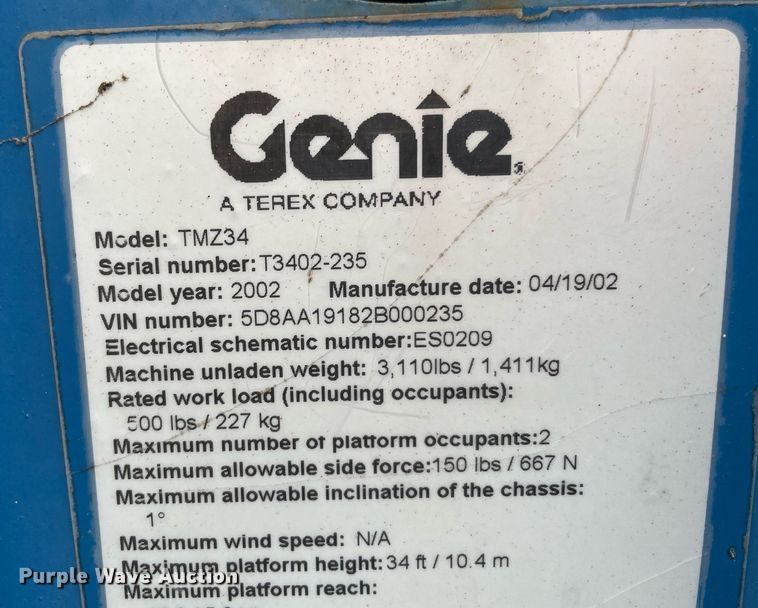 Genie
A TEREX COMPANY
Model: TMZ34
Serial number: T3402-235
Model year: 2002 Manufacture date: 04/19/02
VIN number: 5D8AA19182B000235
Electrical schematic number:ES0209
Machine unladen weight: 3,110lbs / 1,411kg
Rated work load (including occupants):
500 lbs / 227 kg
Maximum number of platform occupants:2
Maximum allowable side force:150 lbs / 667 N
Maximum allowable inclination of the chassis:
1°
Maximum wind speed: N/A
Maximum platform height: 34 ft / 10.4 m
Maximum platform reach:
Purple Wave Auction